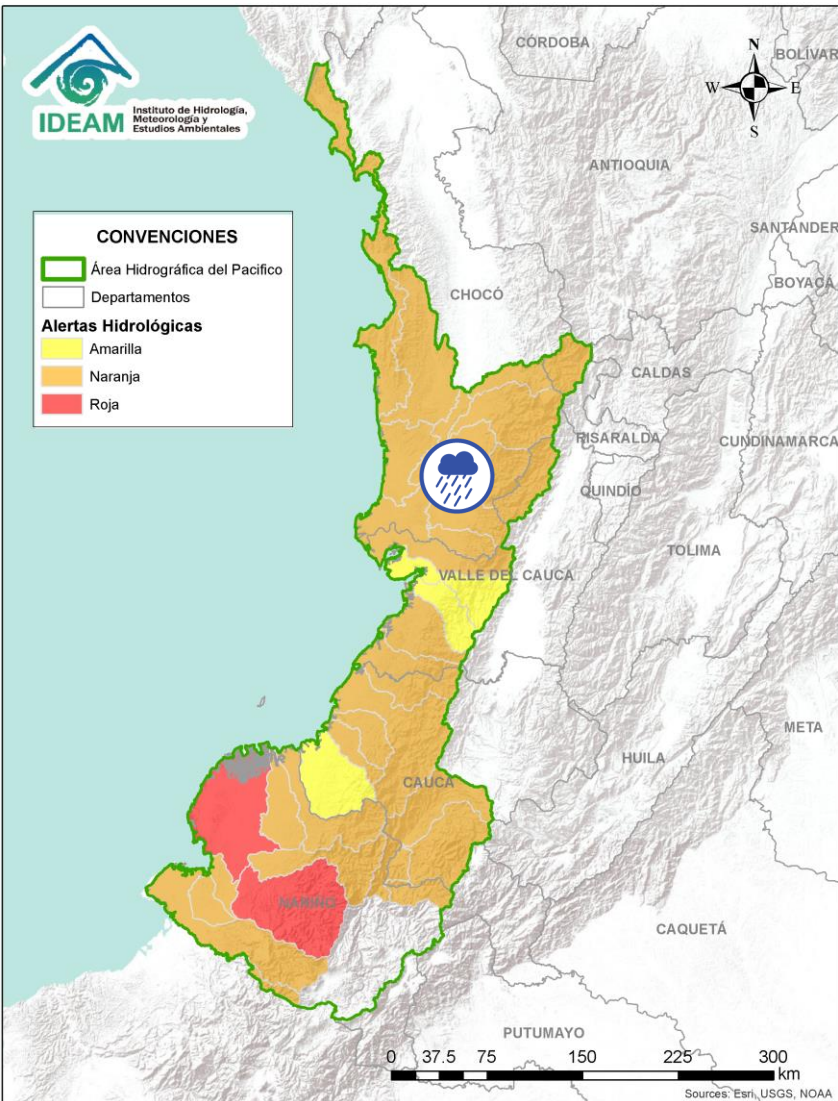 IDEAM
Instituto de Hidrología,
Meteorología y
Estudios Ambientales
CONVENCIONES
Área Hidrográfica del Pacifico
Departamentos
Alertas Hidrológicas
Amarilla
Naranja
Roja
N
W E
S
CÓRDOBA
BOLÍVAR
ANTIOQUIA
SANTANDER
BOYACÁ
CHOCÓ
CALDAS
RISARALDA
CUNDINAMARCA
QUINDÍO
TOLIMA
VALLE DEL CAUCA
META
HUILA
CAUCA
NARIÑO
CAQUETÁ
PUTUMAYO
0 37.5 75 150 225 300
km
Sources: Esri, USGS, NOAA